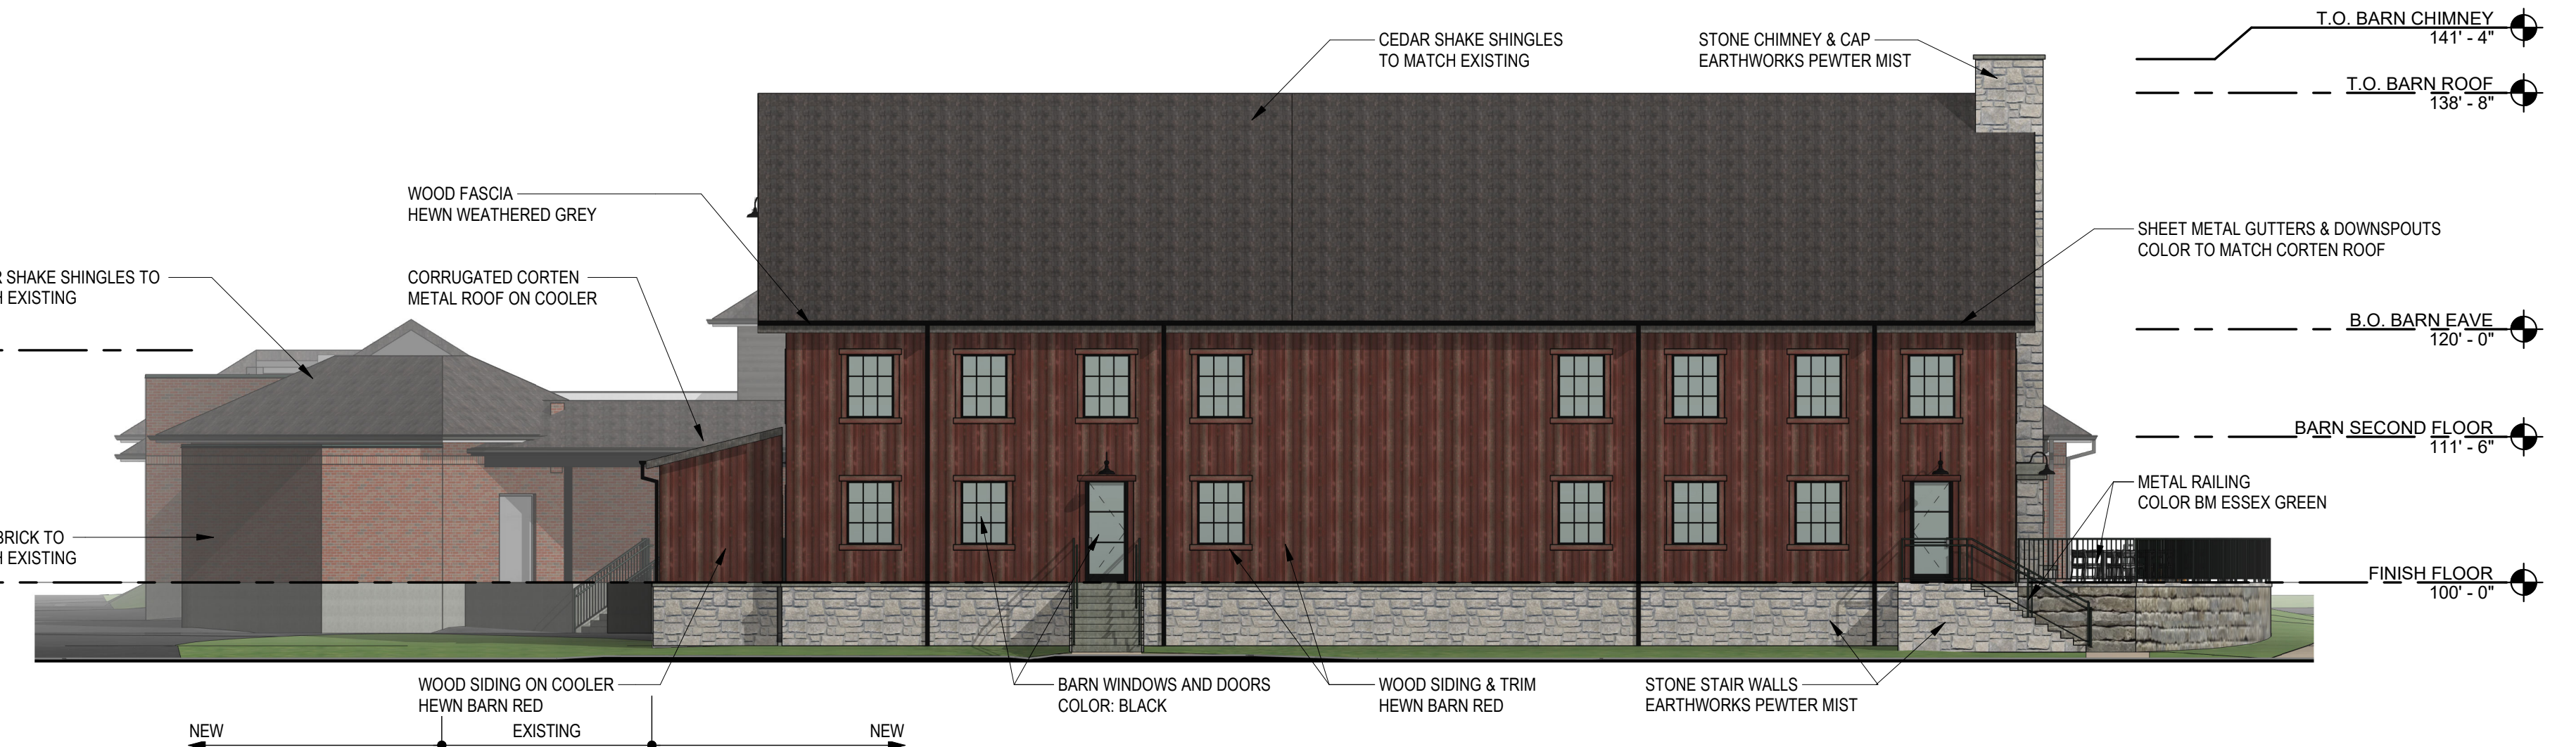 T.O. BARN CHIMNEY
141' - 4"
CEDAR SHAKE SHINGLES
TO MATCH EXISTING
STONE CHIMNEY & CAP
EARTHWORKS PEWTER MIST
T.O. BARN ROOF
138' - 8"
WOOD FASCIA
HEWN WEATHERED GREY
SHEET METAL GUTTERS & DOWNSPOUTS
COLOR TO MATCH CORTEN ROOF
SHAKE SHINGLES TO
EXISTING
CORRUGATED CORTEN
METAL ROOF ON COOLER
B.O. BARN EAVE
120' - 0"
BARN SECOND FLOOR
111' - 6"
METAL RAILING
COLOR BM ESSEX GREEN
BRICK TO
EXISTING
FINISH FLOOR
100' - 0"
WOOD SIDING ON COOLER
HEWN BARN RED
BARN WINDOWS AND DOORS
COLOR: BLACK
WOOD SIDING & TRIM
HEWN BARN RED
STONE STAIR WALLS
EARTHWORKS PEWTER MIST
NEW
EXISTING
NEW